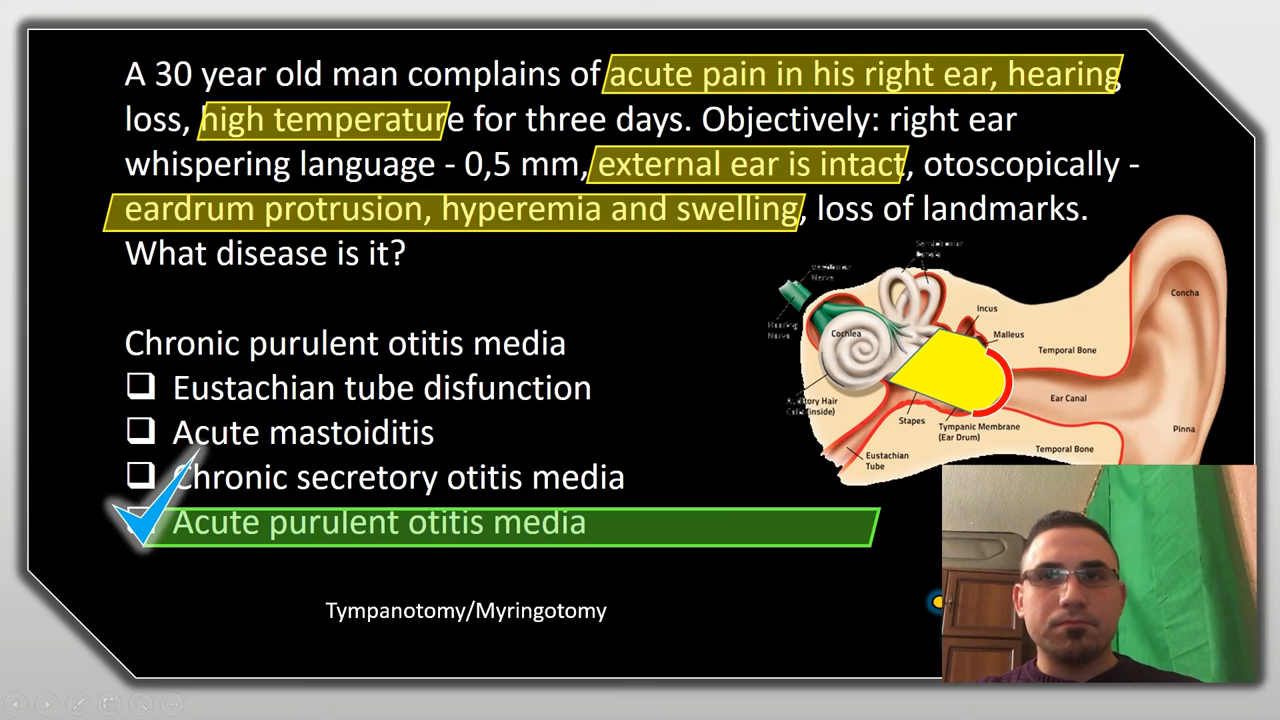 A 30 year old man complains of acute pain in his right ear, hearing
loss, high temperature for three days. Objectively: right ear
whispering language - 0,5 mm, external ear is intact, otoscopically -
eardrum protrusion, hyperemia and swelling, loss of landmarks.
What disease is it?
Chronic purulent otitis media
Eustachian tube disfunction
Acute mastoiditis
Chronic secretory otitis media
Acute purulent otitis media
Tympanotomy/Myringotomy
Nerve
Incus
Malleus
Cochlea
Temporal Bone
Concha
Stapes
Tympanic Membrane
(Ear Drum)
Ear Canal
Pinna
Eustachian
Tube
Temporal Bone